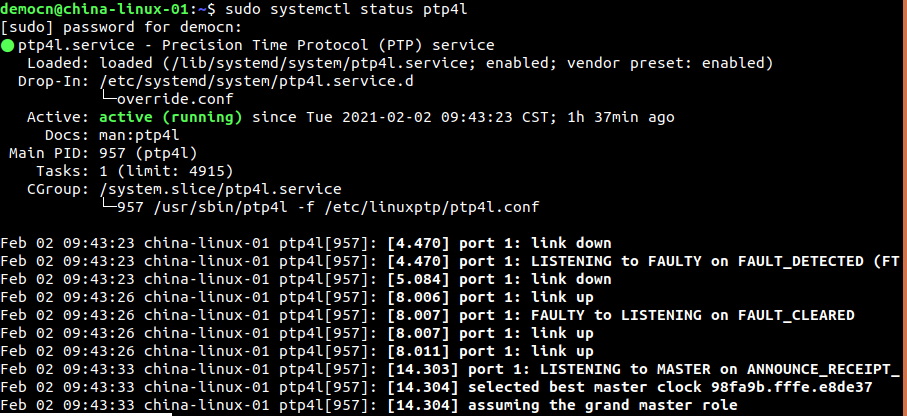 democn@china-linux-01:~$ sudo systemctl status ptp4l
[sudo] password for democn:
● ptp4l.service - Precision Time Protocol (PTP) service
Loaded: loaded (/lib/systemd/system/ptp4l.service; enabled; vendor preset: enabled)
Drop-In: /etc/systemd/system/ptp4l.service.d
└─override.conf
Active: active (running) since Tue 2021-02-02 09:43:23 CST; 1h 37min ago
Docs: man:ptp4l
Main PID: 957 (ptp4l)
Tasks: 1 (limit: 4915)
CGroup: /system.slice/ptp4l.service
└─957 /usr/sbin/ptp4l -f /etc/linuxptp/ptp4l.conf
Feb 02 09:43:23 china-linux-01 ptp4l[957]: [4.470] port 1: link down
Feb 02 09:43:23 china-linux-01 ptp4l[957]: [4.470] port 1: LISTENING to FAULTY on FAULT_DETECTED (FT
Feb 02 09:43:23 china-linux-01 ptp4l[957]: [5.084] port 1: link down
Feb 02 09:43:26 china-linux-01 ptp4l[957]: [8.006] port 1: link up
Feb 02 09:43:26 china-linux-01 ptp4l[957]: [8.007] port 1: FAULTY to LISTENING on FAULT_CLEARED
Feb 02 09:43:26 china-linux-01 ptp4l[957]: [8.007] port 1: link up
Feb 02 09:43:26 china-linux-01 ptp4l[957]: [8.011] port 1: link up
Feb 02 09:43:33 china-linux-01 ptp4l[957]: [14.303] port 1: LISTENING to MASTER on ANNOUNCE_RECEIPT_
Feb 02 09:43:33 china-linux-01 ptp4l[957]: [14.304] selected best master clock 98fa9b.fffe.e8de37
Feb 02 09:43:33 china-linux-01 ptp4l[957]: [14.304] assuming the grand master role